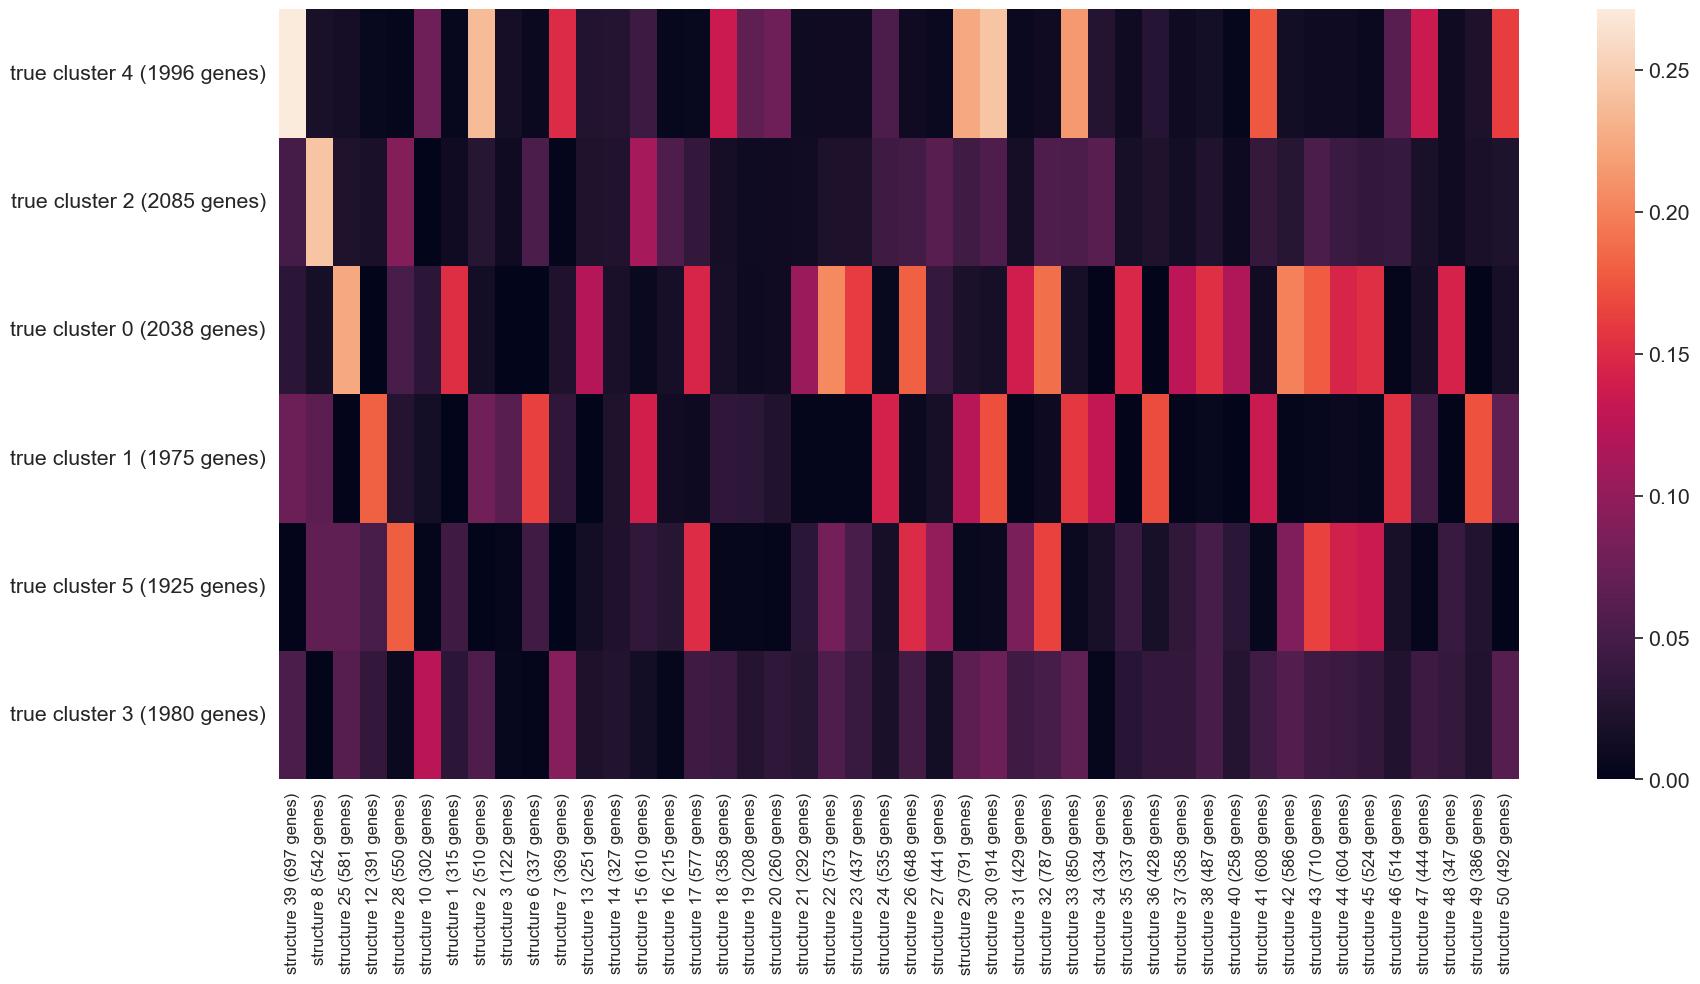 true cluster 4 (1996 genes)
true cluster 2 (2085 genes)
true cluster 0 (2038 genes)
true cluster 1 (1975 genes)
true cluster 5 (1925 genes)
true cluster 3 (1980 genes)
structure 39 (697 genes)
structure 8 (542 genes)
structure 25 (581 genes)
structure 12 (391 genes)
structure 28 (550 genes)
structure 10 (302 genes)
structure 1 (315 genes)
structure 2 (510 genes)
structure 3 (122 genes)
structure 6 (337 genes)
structure 7 (369 genes)
structure 13 (251 genes)
structure 14 (327 genes)
structure 15 (610 genes)
structure 16 (215 genes)
structure 17 (577 genes)
structure 18 (358 genes)
structure 19 (208 genes)
structure 20 (260 genes)
structure 21 (292 genes)
structure 22 (573 genes)
structure 23 (437 genes)
structure 24 (535 genes)
structure 26 (648 genes)
structure 27 (441 genes)
structure 29 (791 genes)
structure 30 (914 genes)
structure 31 (429 genes)
structure 32 (787 genes)
structure 33 (850 genes)
structure 34 (334 genes)
structure 35 (337 genes)
structure 36 (428 genes)
structure 37 (358 genes)
structure 38 (487 genes)
structure 40 (258 genes)
structure 41 (608 genes)
structure 42 (586 genes)
structure 43 (710 genes)
structure 44 (604 genes)
structure 45 (524 genes)
structure 46 (514 genes)
structure 47 (444 genes)
structure 48 (347 genes)
structure 49 (386 genes)
structure 50 (492 genes)
0.25
0.20
0.15
0.10
0.05
0.00